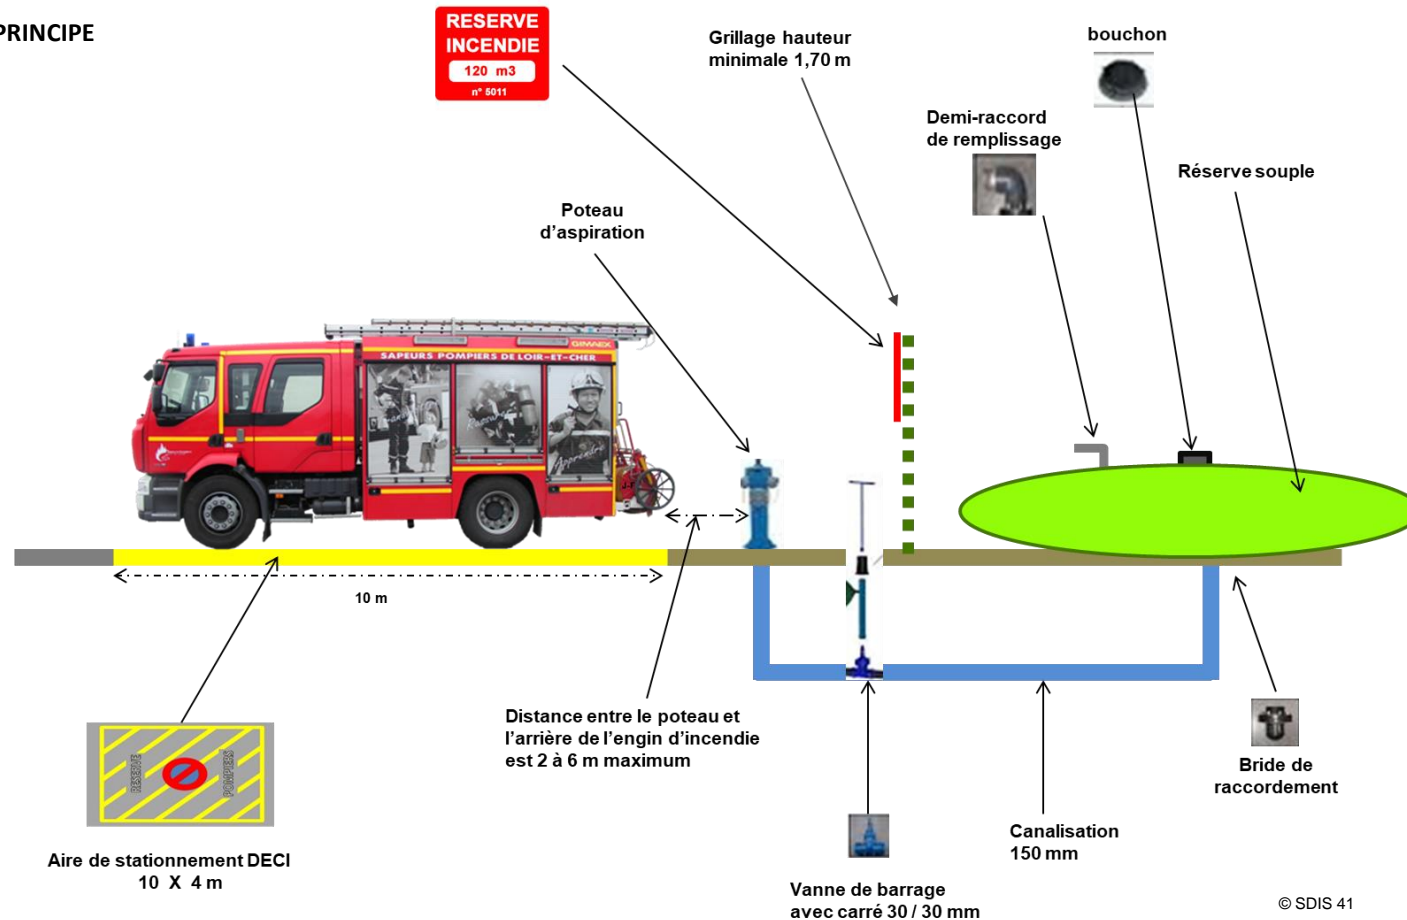 PRINCIPE
RESERVE
INCENDIE
120 m3
n° 5011
Grillage hauteur
minimale 1,70 m
bouchon
Demi-raccord
de remplissage
Réserve souple
Poteau
d'aspiration
GIMAEX
SAPEURS POMPIERS DE LOIR-ET-CHER
Apprendre
10 m
Distance entre le poteau et
l'arrière de l'engin d'incendie
est 2 à 6 m maximum
RESERVE
POMPIERS
Aire de stationnement DECI
10 X 4 m
Bride de
raccordement
Canalisation
150 mm
Vanne de barrage
avec carré 30 / 30 mm
© SDIS 41